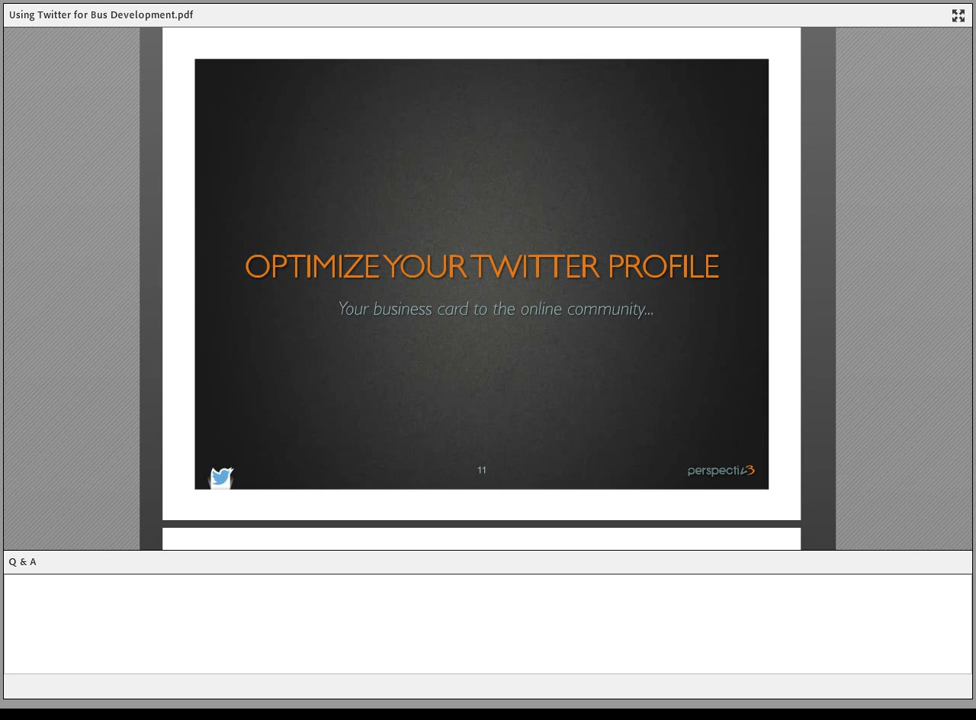 Using Twitter for Bus Development.pdf
OPTIMIZE YOUR TWITTER PROFILE
Your business card to the online community...
11
perspectiv3
Q & A